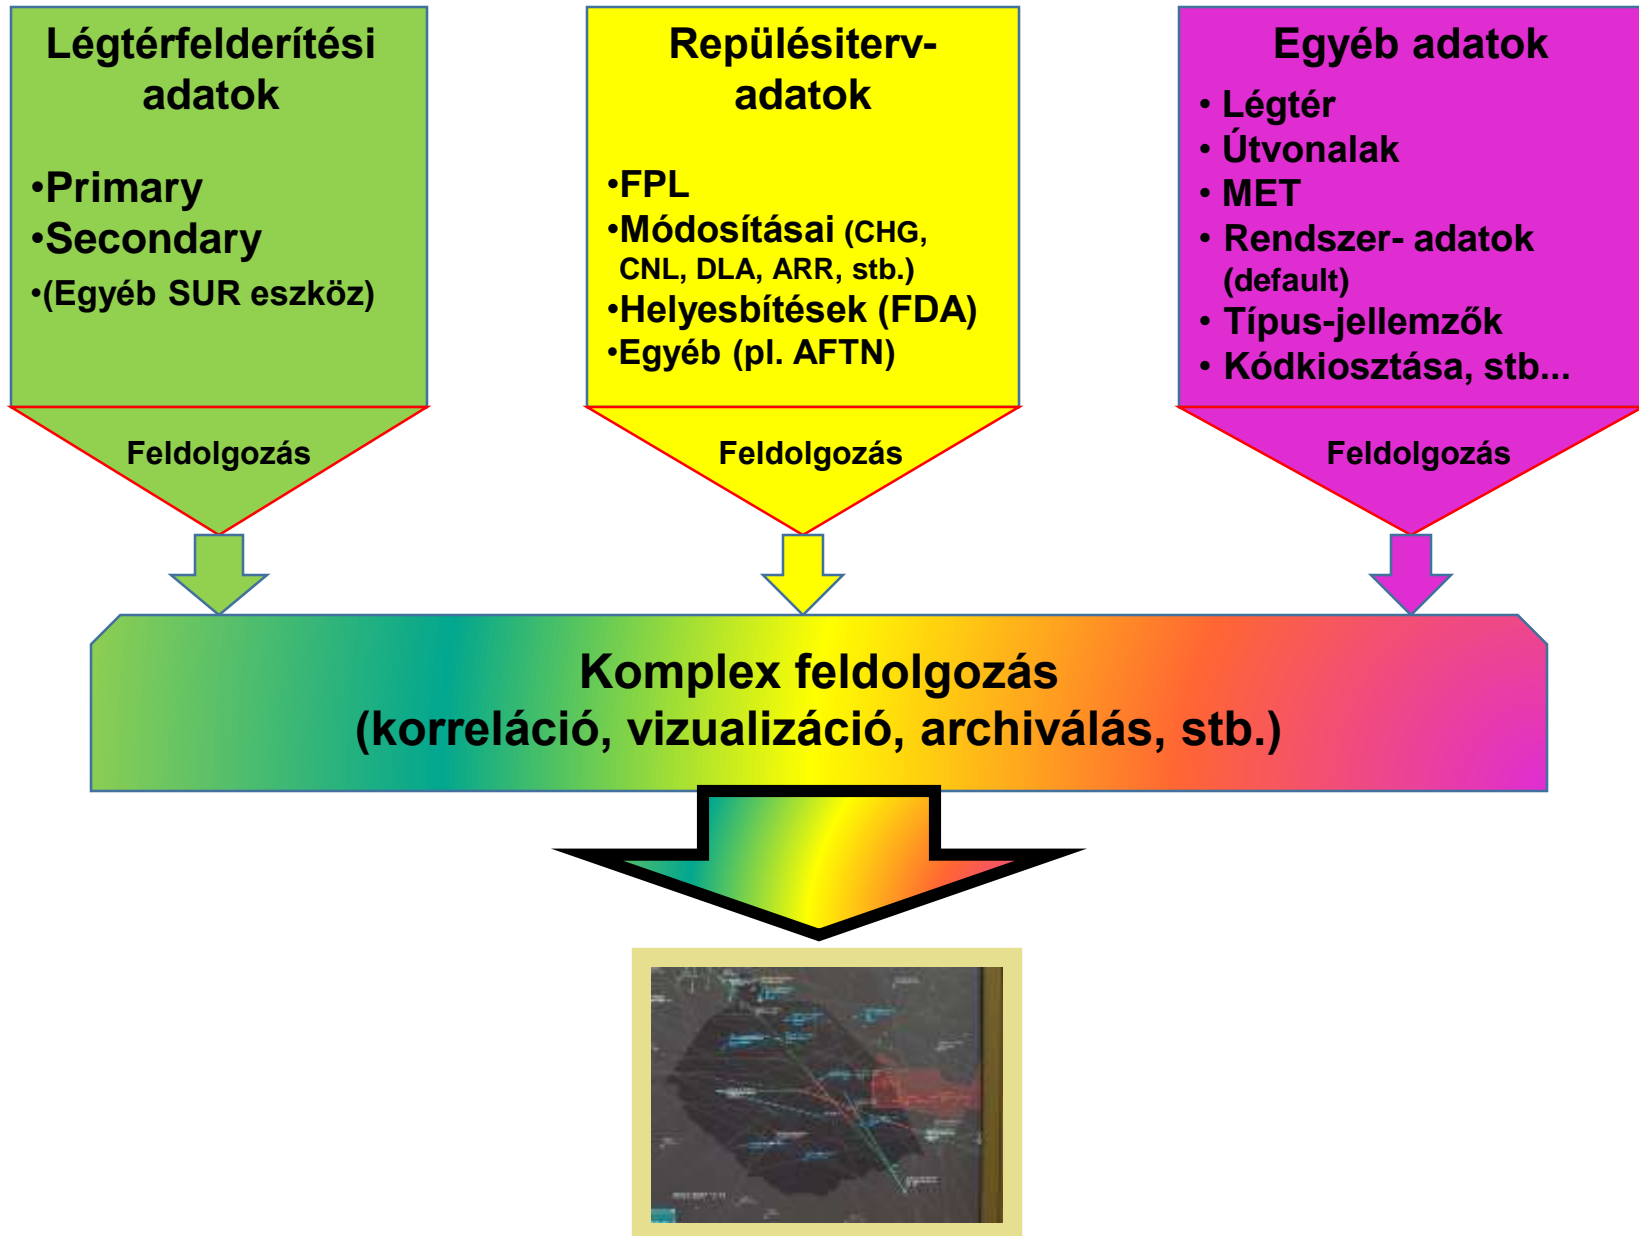 Légtérfelderítési
adatok
•Primary
•Secondary
•(Egyéb SUR eszköz)
Feldolgozás
Repülésiterv-
adatok
•FPL
•Módosításai (CHG,
CNL, DLA, ARR, stb.)
•Helyesbítések (FDA)
•Egyéb (pl. AFTN)
Feldolgozás
Egyéb adatok
• Légtér
• Útvonalak
• MET
• Rendszer- adatok
(default)
• Típus-jellemzők
• Kódkiosztása, stb...
Feldolgozás
Komplex feldolgozás
(korreláció, vizualizáció, archiválás, stb.)